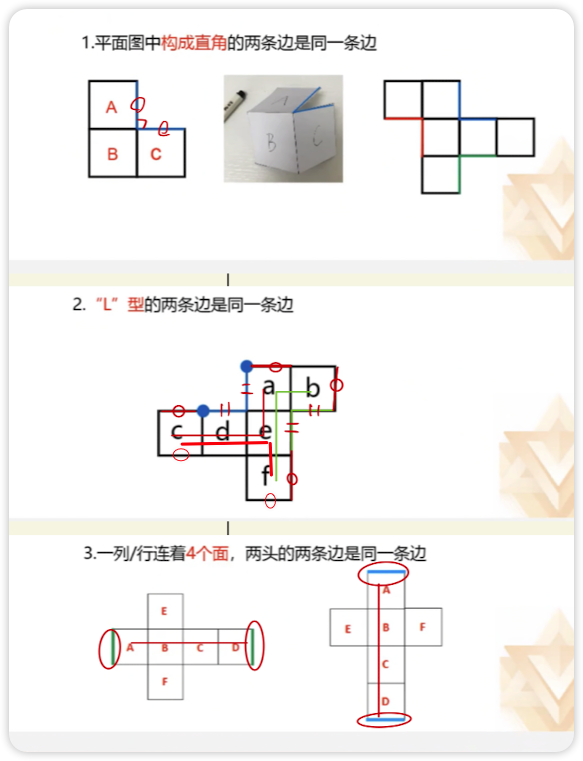 1.平面图中构成直角的两条边是同一条边
A
B C
A
B C
2.“L”型的两条边是同一条边
a b
c d e
f
3.一列/行连着4个面，两头的两条边是同一条边
E
A B C D
F
A
E B F
C
D